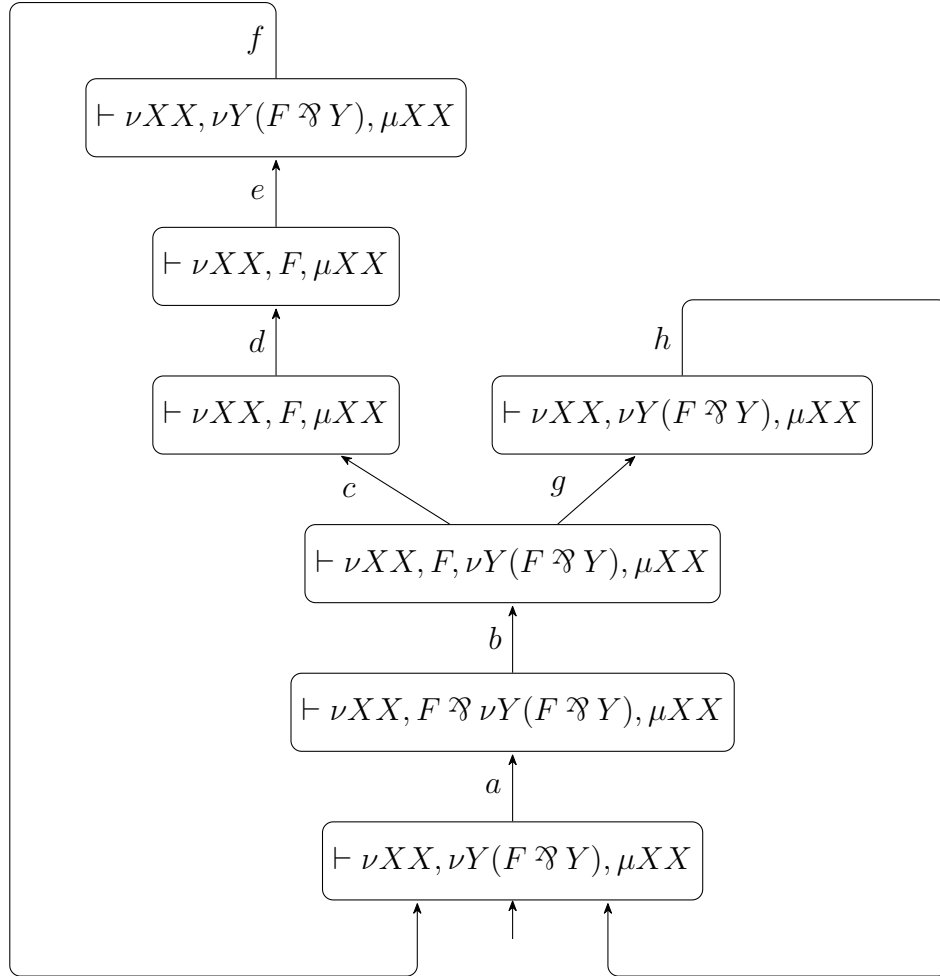 f
⊢ νXX, νY(F ⅋ Y), μXX
e
⊢ νXX, F, μXX
h
d
⊢ νXX, F, μXX
⊢ νXX, νY(F ⅋ Y), μXX
c
g
⊢ νXX, F, νY(F ⅋ Y), μXX
b
⊢ νXX, F ⅋ νY(F ⅋ Y), μXX
a
⊢ νXX, νY(F ⅋ Y), μXX